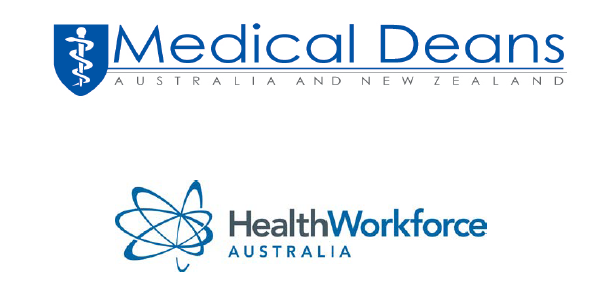 Medical Deans
AUSTRALIA AND NEW ZEALAND
HealthWorkforce
AUSTRALIA